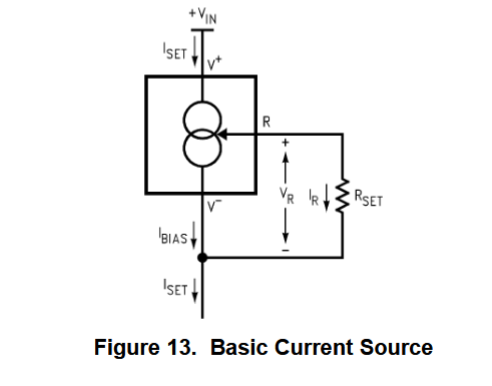 +VIN
ISET
V+
R
+
VR
IR
RSET
V−
−
IBIAS
ISET
Figure 13. Basic Current Source